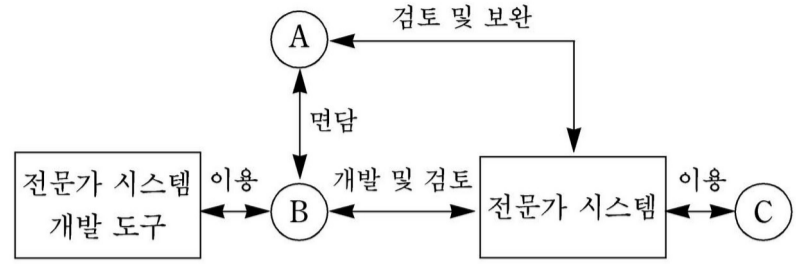 검토 및 보완
A
면담
전문가 시스템
개발 도구
이용
B
개발 및 검토
전문가 시스템
이용
C